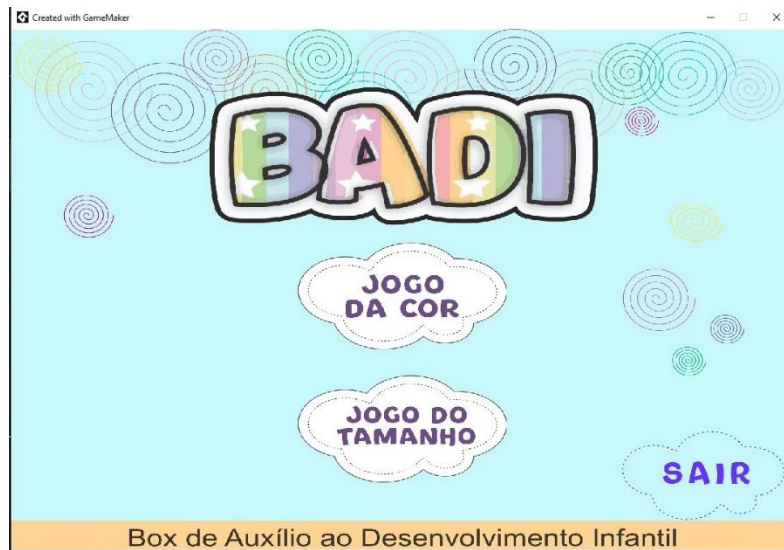 Created with GameMaker
BADI
JOGO
DA COR
JOGO DO
TAMANHO
SAIR
Box de Auxílio ao Desenvolvimento Infantil